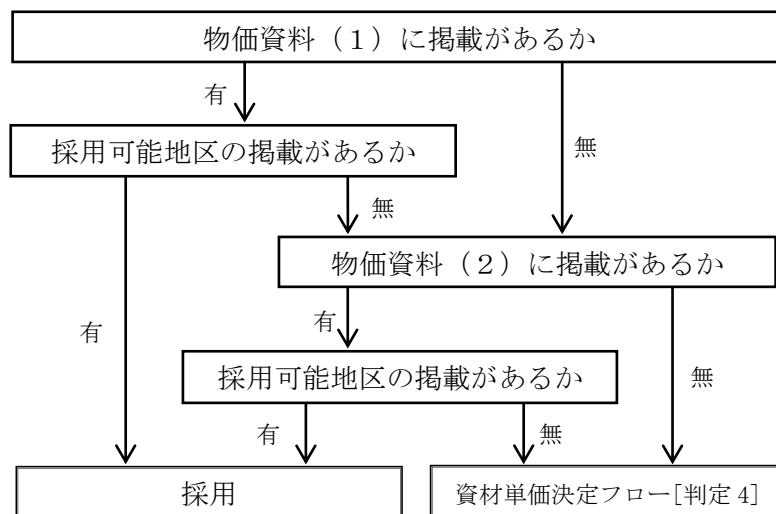 物価資料（１）に掲載があるか
有
無
採用可能地区の掲載があるか
無
物価資料（２）に掲載があるか
有
有
無
採用可能地区の掲載があるか
有
無
採用
資材単価決定フロー[判定4]